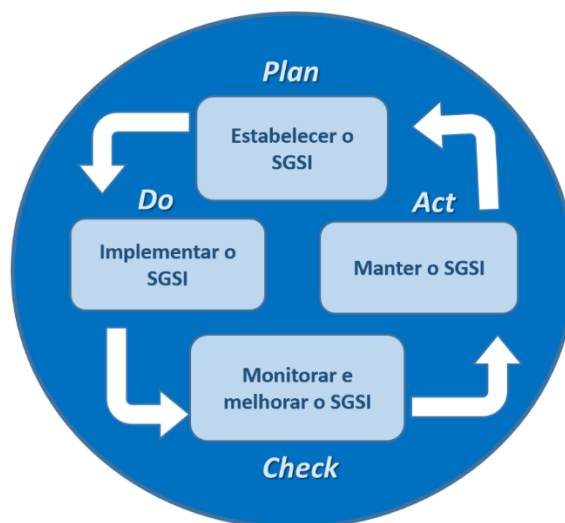 Plan
Estabelecer o
SGSI
Do
Act
Implementar o
SGSI
Manter o SGSI
Monitorar e
melhorar o SGSI
Check